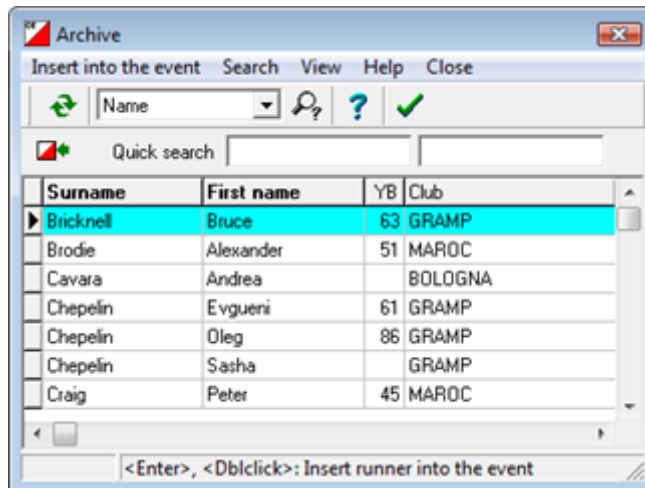 Archive
Insert into the event Search View Help Close
Name
Quick search
Surname First name YB Club
Bricknell Bruce 63 GRAMP
Brodie Alexander 51 MAROC
Cavara Andrea BOLOGNA
Chepelin Evgueni 61 GRAMP
Chepelin Oleg 86 GRAMP
Chepelin Sasha GRAMP
Craig Peter 45 MAROC
<Enter>, <Dblclick>: Insert runner into the event